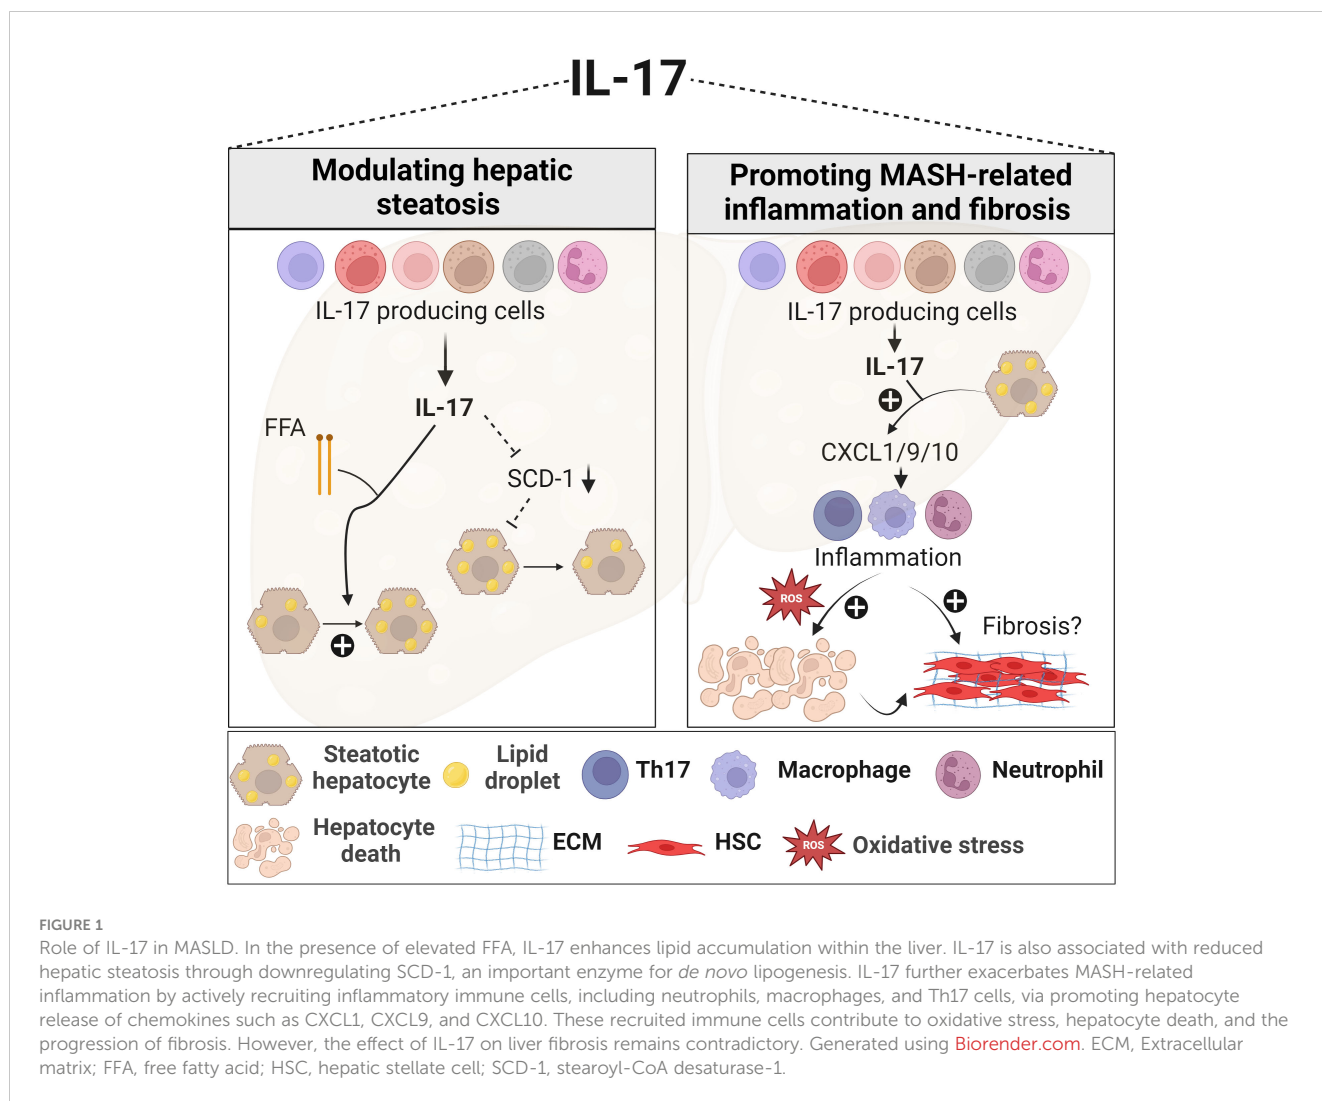 IL-17
Modulating hepatic
steatosis
IL-17 producing cells
IL-17
FFA
SCD-1
Promoting MASH-related
inflammation and fibrosis
IL-17 producing cells
IL-17
CXCL1/9/10
Inflammation
ROS
Fibrosis?
Steatotic
hepatocyte
Lipid
droplet
Th17
Macrophage
Neutrophil
Hepatocyte
death
ECM
HSC
ROS
Oxidative stress
FIGURE 1
Role of IL-17 in MASLD. In the presence of elevated FFA, IL-17 enhances lipid accumulation within the liver. IL-17 is also associated with reduced
hepatic steatosis through downregulating SCD-1, an important enzyme for de novo lipogenesis. IL-17 further exacerbates MASH-related
inflammation by actively recruiting inflammatory immune cells, including neutrophils, macrophages, and Th17 cells, via promoting hepatocyte
release of chemokines such as CXCL1, CXCL9, and CXCL10. These recruited immune cells contribute to oxidative stress, hepatocyte death, and the
progression of fibrosis. However, the effect of IL-17 on liver fibrosis remains contradictory. Generated using Biorender.com. ECM, Extracellular
matrix; FFA, free fatty acid; HSC, hepatic stellate cell; SCD-1, stearoyl-CoA desaturase-1.